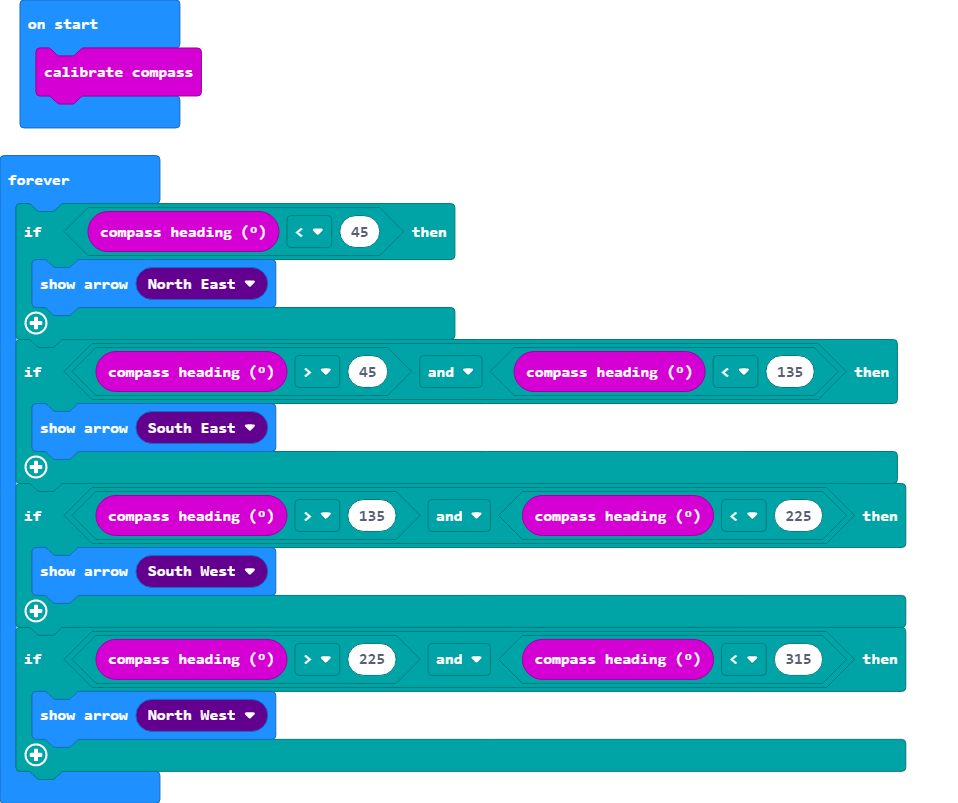 on start
calibrate compass
forever
if compass heading (º) < 45 then
show arrow North East
if compass heading (º) > 45 and compass heading (º) < 135 then
show arrow South East
if compass heading (º) > 135 and compass heading (º) < 225 then
show arrow South West
if compass heading (º) > 225 and compass heading (º) < 315 then
show arrow North West